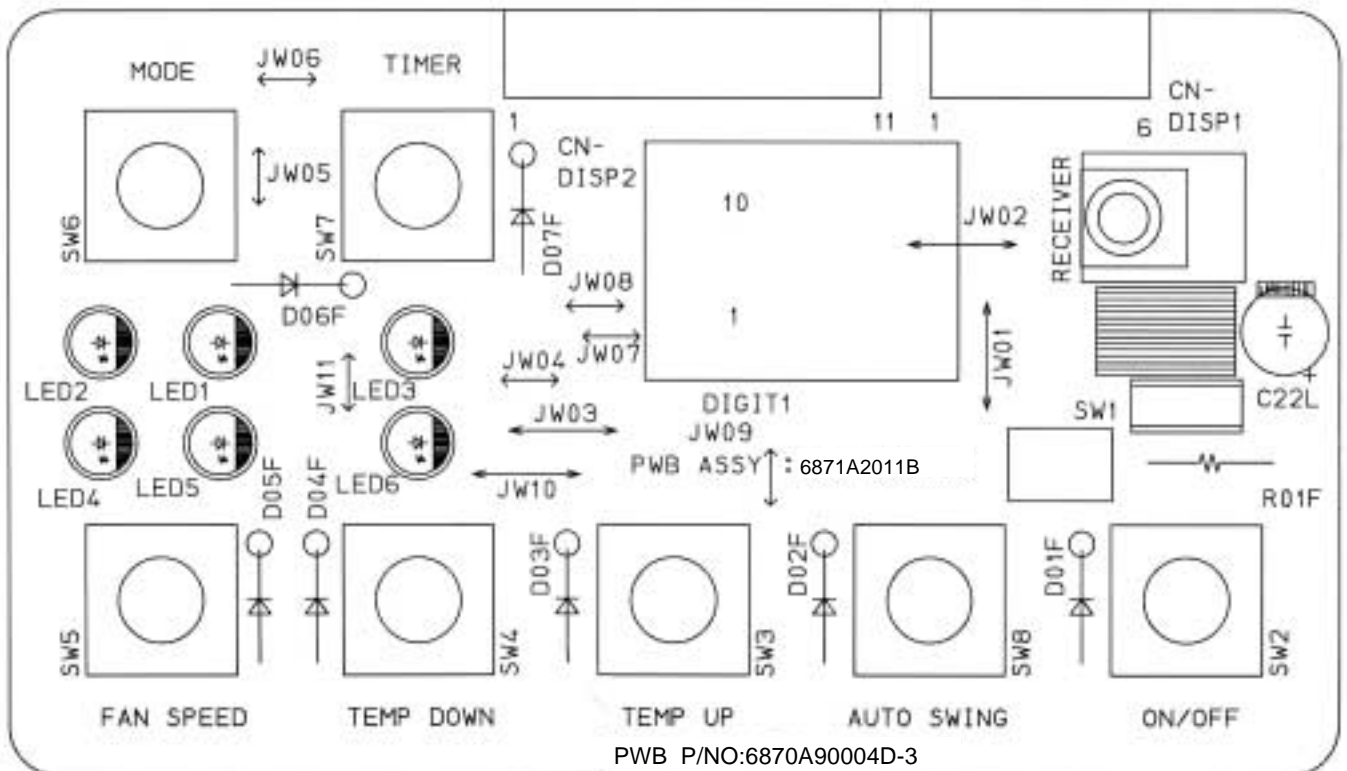 MODE
JW06
TIMER
CN-
DISP1
1
11
1
6
CN-
DISP2
SW6
JW05
SW7
D07F
10
JW02
RECEIVER
JW08
D06F
1
JW07
JW01
LED2
LED1
JW11
LED3
JW04
C22L
DIGIT1
JW03
JW09
SW1
PWB ASSY : 6871A2011B
LED4
LED5
D05F
D04F
LED6
JW10
R01F
SW5
SW4
D03F
SW3
D02F
SW8
D01F
SW2
FAN SPEED
TEMP DOWN
TEMP UP
AUTO SWING
ON/OFF
PWB P/NO:6870A90004D-3